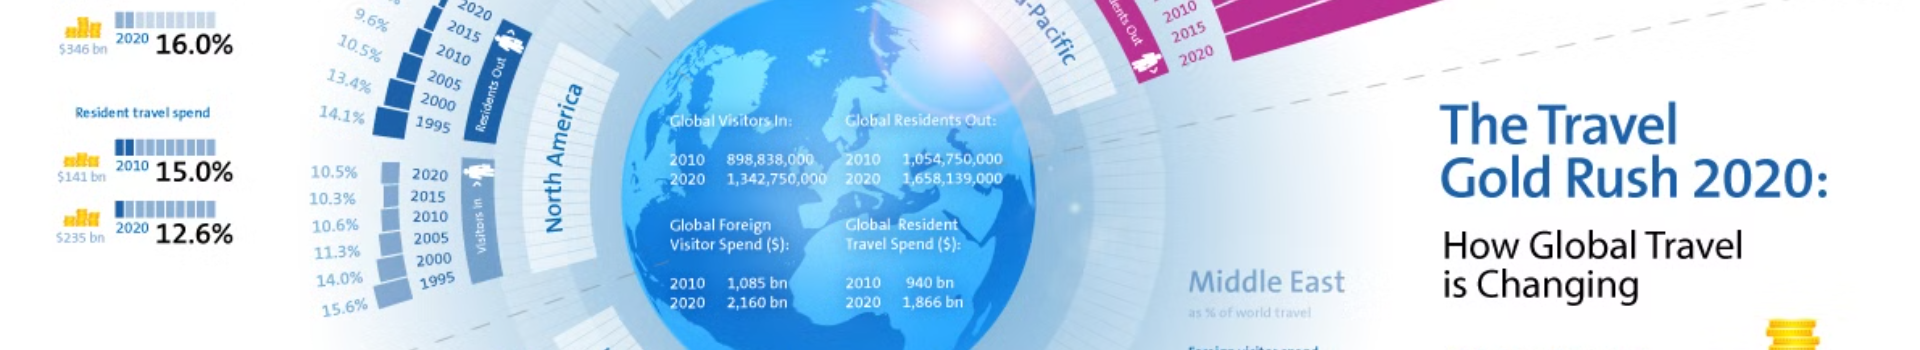 $346 bn
2020 16.0%
Resident travel spend
$141 bn
2010 15.0%
$235 bn
2020 12.6%
9.6%
10.5%
13.4%
14.1%
2020
2015
2010
2005
2000
1995
Residents Out
10.5% 2020
10.3% 2015
10.6% 2010
11.3% 2005
14.0% 2000
15.6% 1995
Visitors In
North America
Global Visitors In:
2010 898,838,000
2020 1,342,750,000
Global Residents Out:
2010 1,054,750,000
2020 1,658,139,000
Global Foreign
Visitor Spend ($):
2010 1,085 bn
2020 2,160 bn
Global Resident
Travel Spend ($):
2010 940 bn
2020 1,866 bn
-Pacific
Out
2010
2015
2020
Middle East
as % of world travel
The Travel
Gold Rush 2020:
How Global Travel
is Changing